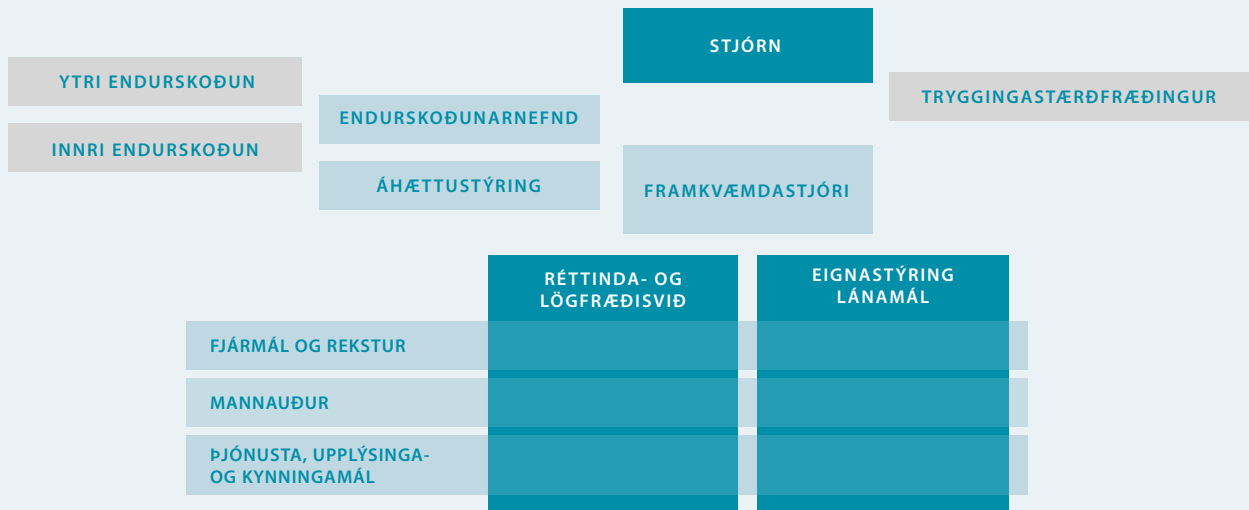 STJÓRN
YTRI ENDURSKOÐUN
TRYGGINGASTÆRÐFRÆÐINGUR
ENDURSKOÐUNARNEFND
INNRI ENDURSKOÐUN
ÁHÆTTUSTÝRING
FRAMKVÆMDASTJÓRI
RÉTTINDA- OG
LÖGFRÆÐISVIÐ
EIGNASTÝRING
LÁNAMÁL
FJÁRMÁL OG REKSTUR
MANNAUÐUR
ÞJÓNUSTA, UPPLÝSINGA-
OG KYNNINGAMÁL